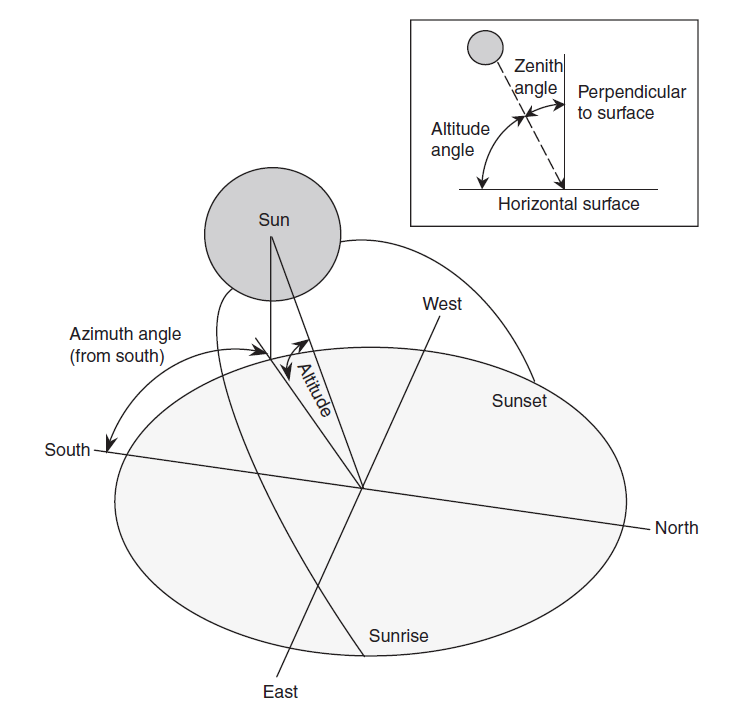 Zenith
angle
Perpendicular
to surface
Altitude
angle
Horizontal surface
Sun
West
Azimuth angle
(from south)
Altitude
Sunset
South
North
Sunrise
East